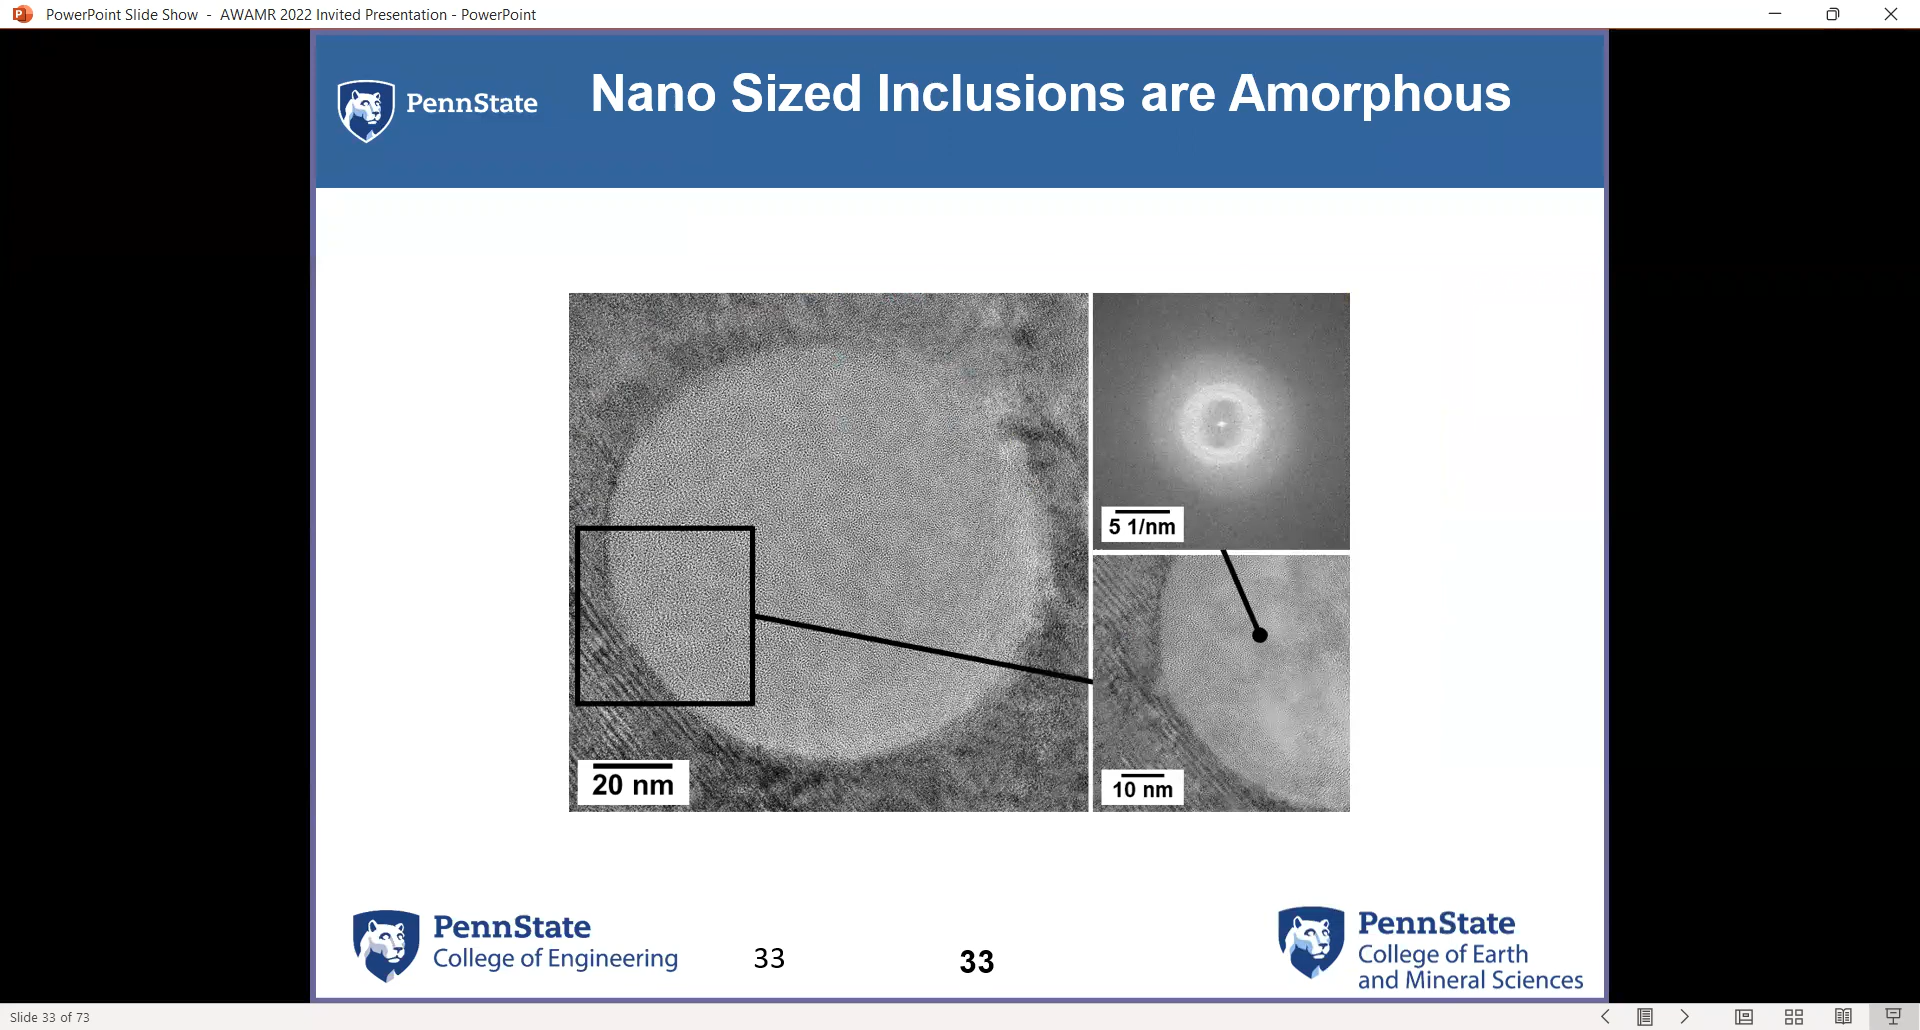 PowerPoint Slide Show - AWAMR 2022 Invited Presentation - PowerPoint
PennState
Nano Sized Inclusions are Amorphous
5 1/nm
20 nm
10 nm
PennState
College of Engineering
33
33
PennState
College of Earth
and Mineral Sciences
Slide 33 of 73